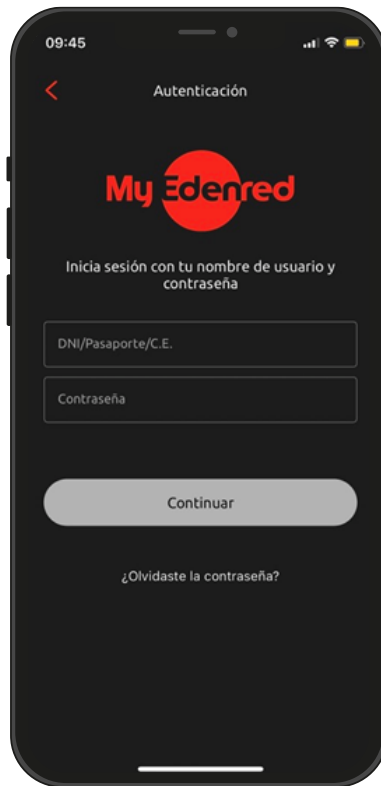 09:45
Autenticación
My Edenred
Inicia sesión con tu nombre de usuario y
contraseña
DNI/Pasaporte/C.E.
Contraseña
Continuar
¿Olvidaste la contraseña?